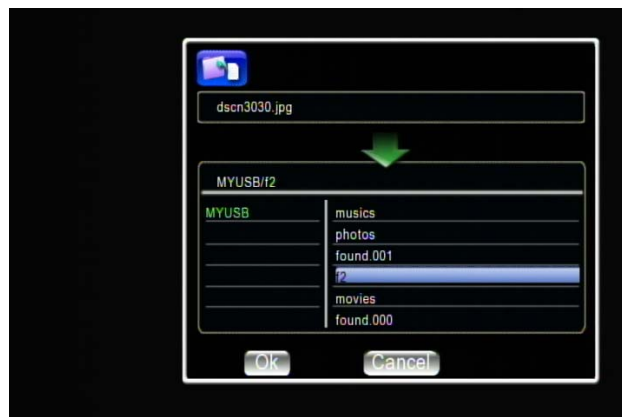 dscn3030.jpg
MYUSB/f2
MYUSB
musics
photos
found.001
f2
movies
found.000
Ok
Cancel